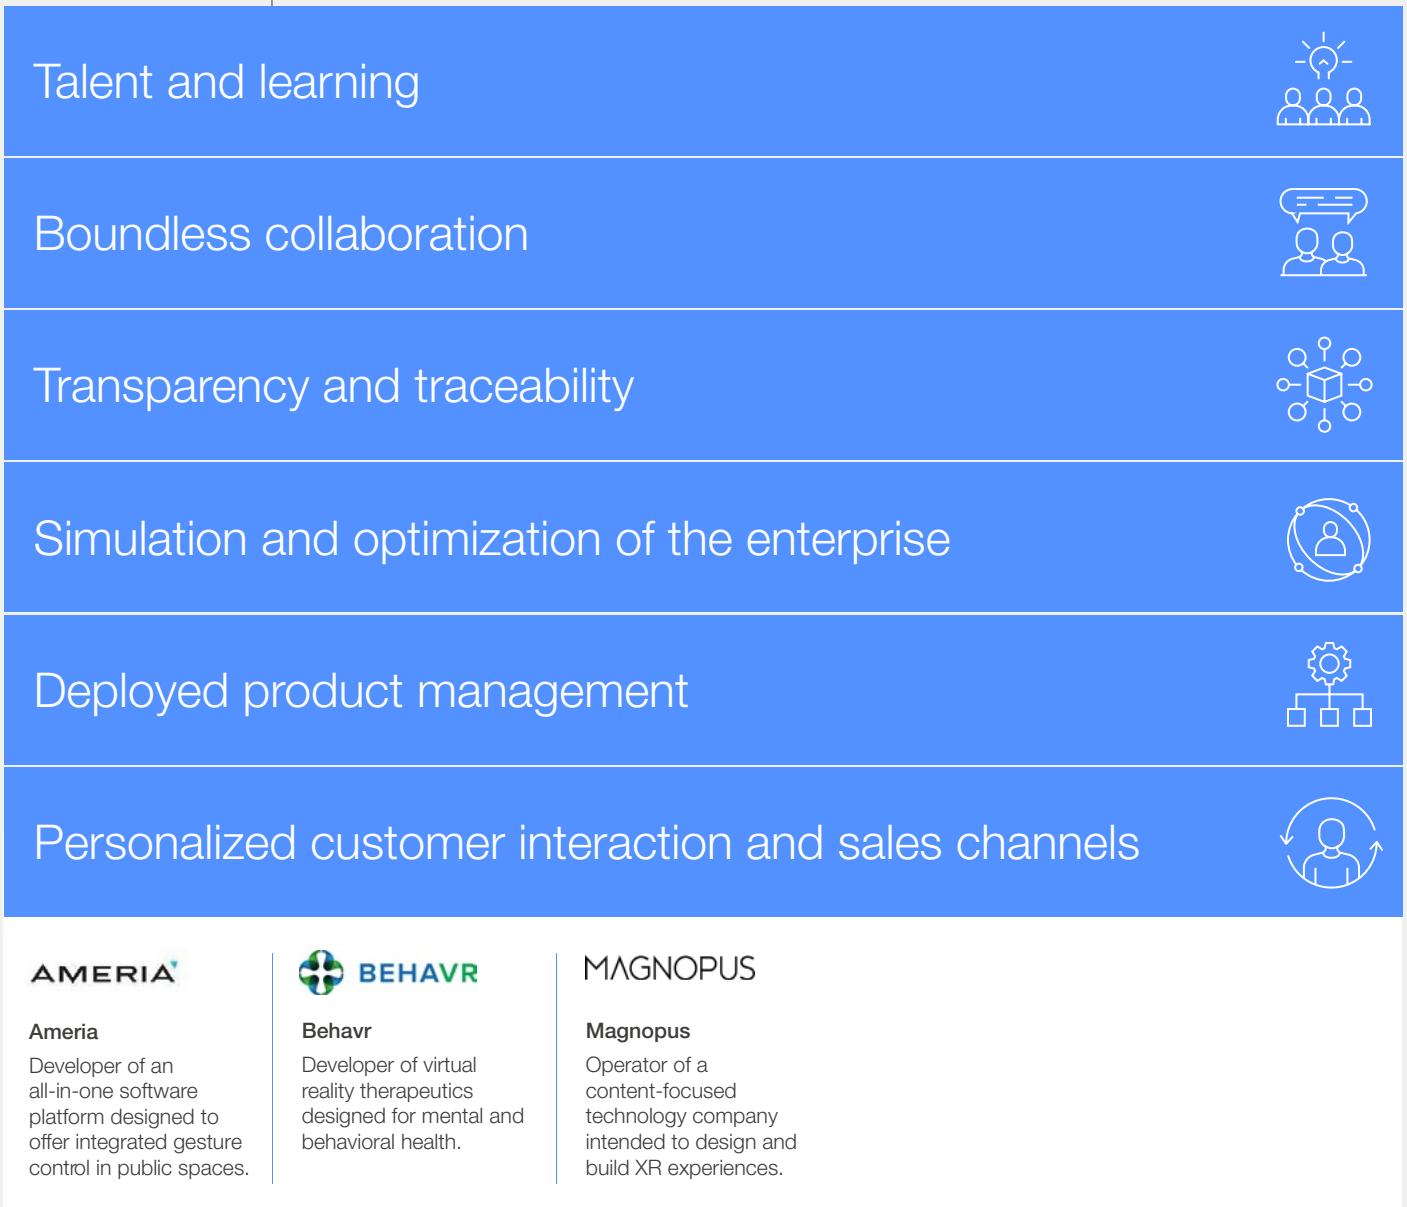 Talent and learning
Boundless collaboration
Transparency and traceability
Simulation and optimization of the enterprise
Deployed product management
Personalized customer interaction and sales channels
AMERIA
Ameria
Developer of an
all-in-one software
platform designed to
offer integrated gesture
control in public spaces.
BEHAVR
Behavr
Developer of virtual
reality therapeutics
designed for mental and
behavioral health.
MAGNOPUS
Magnopus
Operator of a
content-focused
technology company
intended to design and
build XR experiences.